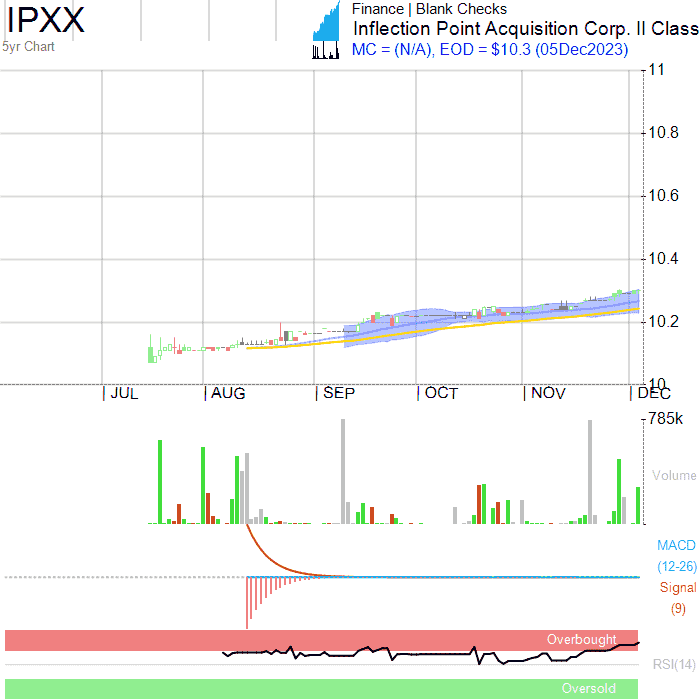 IPXX
5yr Chart
Finance | Blank Checks
Inflection Point Acquisition Corp. II Class
MC = (N/A), EOD = $10.3 (05Dec2023)
11
10.8
10.6
10.4
10.2
10
JUL AUG SEP OCT NOV DEC
785k
Volume
MACD
(12-26)
Signal
(9)
Overbought
RSI(14)
Oversold